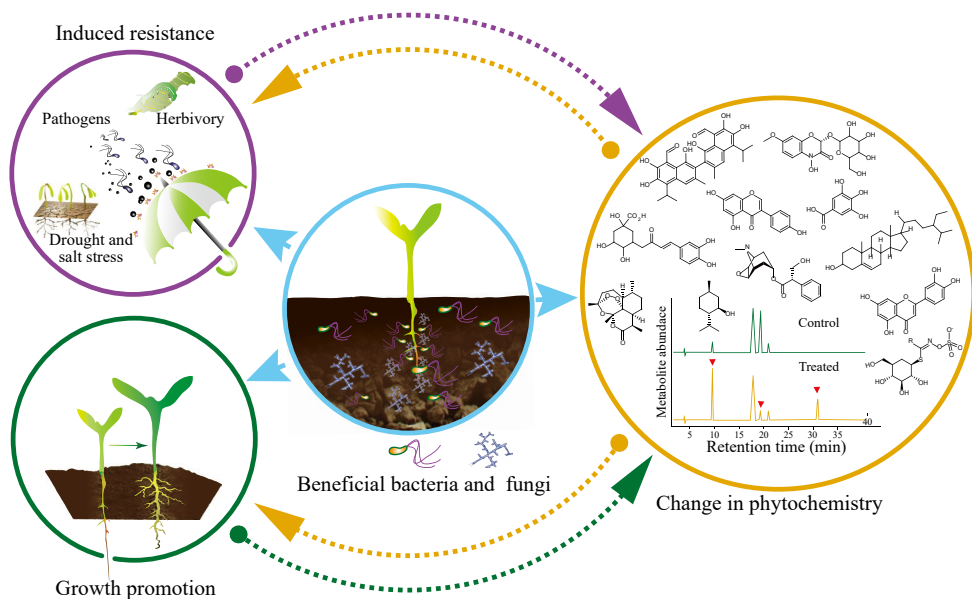 Induced resistance
Pathogens
Herbivory
Drought and
salt stress
Growth promotion
Beneficial bacteria and fungi
Control
Treated
Metabolite abundace
5 10 15 20 25 30 35 40
Retention time (min)
Change in phytochemistry